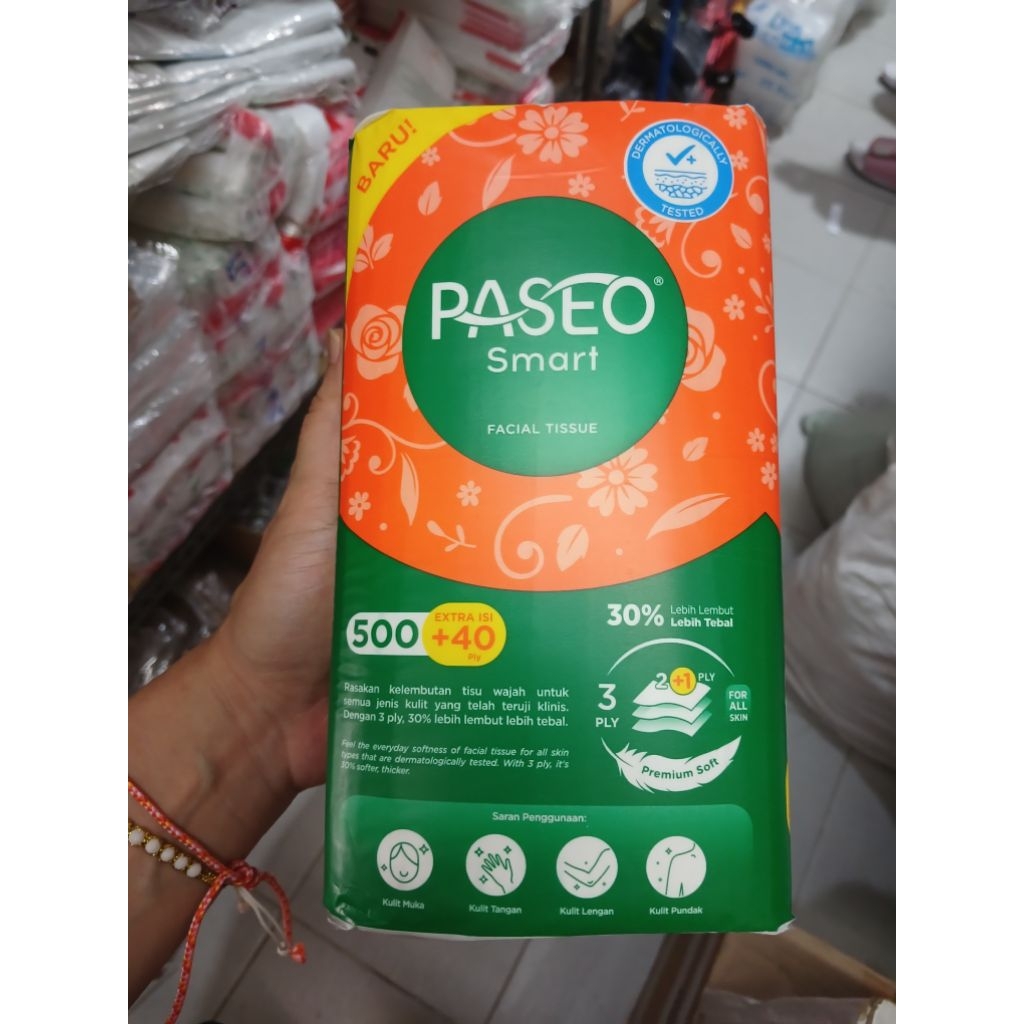 BARU!
DERMATOLOGICALLY
TESTED
PASEO®
Smart
FACIAL TISSUE
500
EXTRA ISI
+40
Ply
30% Lebih Lembut
Lebih Tebal
2 +1 PLY
3
PLY
FOR
ALL
SKIN
Premium Soft
Rasakan kelembutan tisu wajah untuk
semua jenis kulit yang telah teruji klinis.
Dengan 3 ply, 30% lebih lembut lebih tebal.
Feel the everyday softness of facial tissue for all skin
types that are dermatologically tested. With 3 ply, it's
30% softer, thicker.
Saran Penggunaan:
Kulit Muka
Kulit Tangan
Kulit Lengan
Kulit Pundak